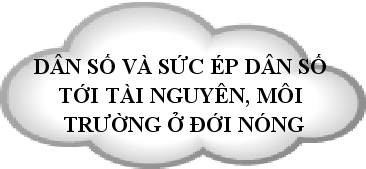 DÂN SỐ VÀ SỨC ÉP DÂN SỐ
TỚI TÀI NGUYÊN, MÔI
TRƯỜNG Ở ĐỚI NÓNG